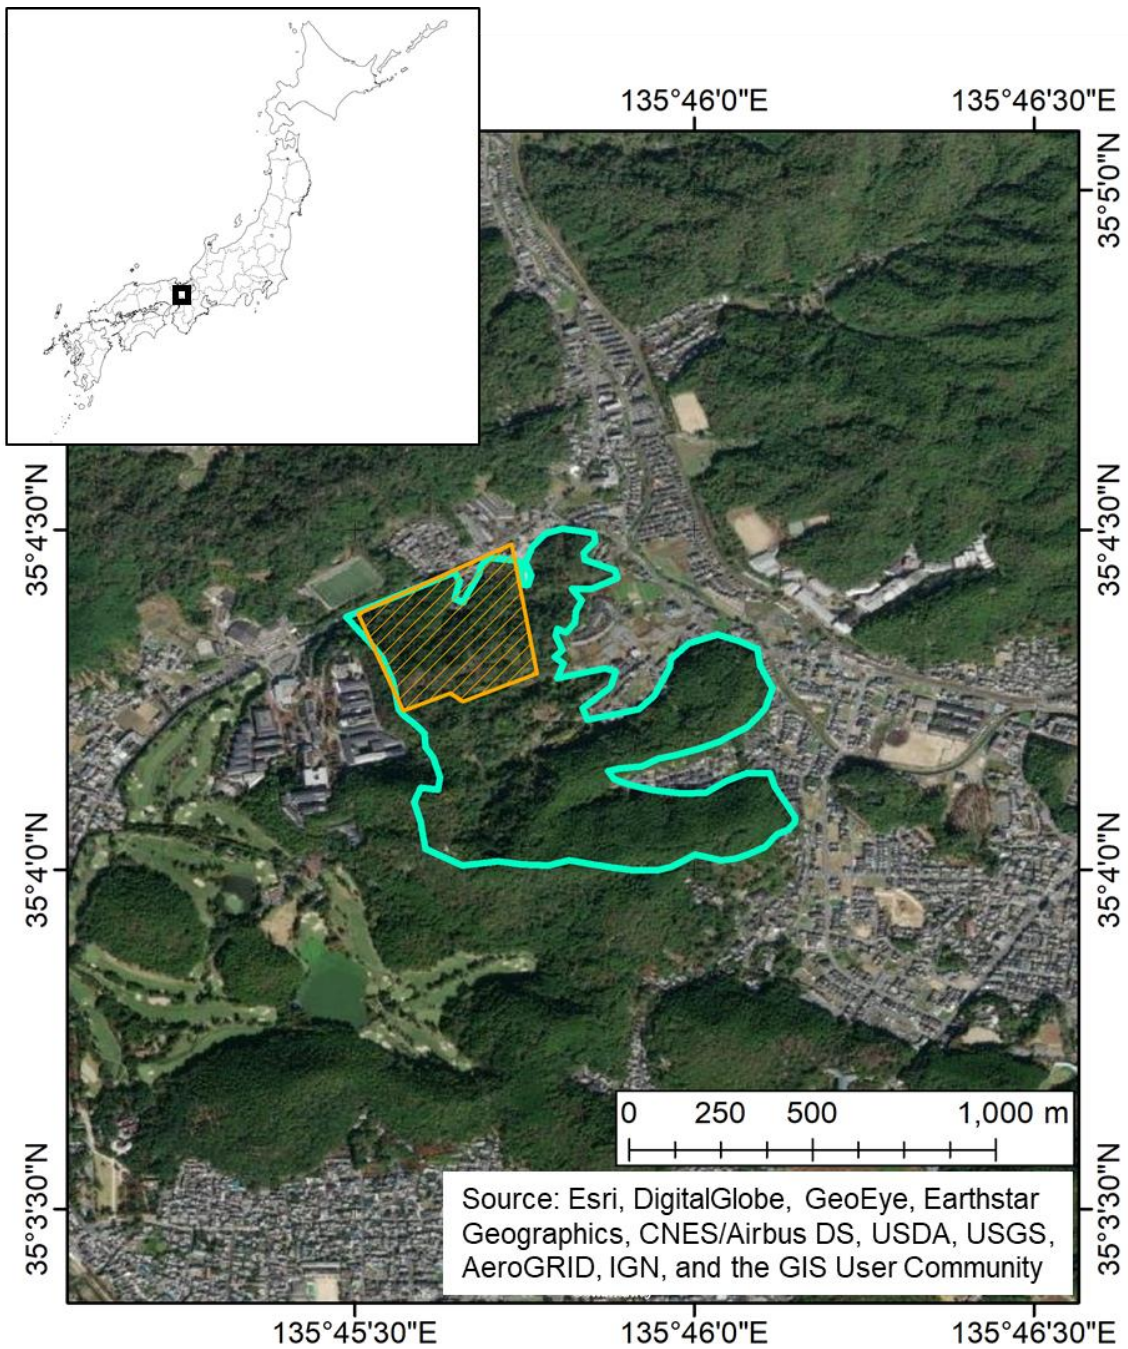 135°46'0"E
135°46'30"E
35°5'0"N
35°4'30"N
35°4'30"N
35°4'0"N
35°4'0"N
0 250 500 1,000 m
35°3'30"N
35°3'30"N
Source: Esri, DigitalGlobe, GeoEye, Earthstar
Geographics, CNES/Airbus DS, USDA, USGS,
AeroGRID, IGN, and the GIS User Community
135°45'30"E
135°46'0"E
135°46'30"E